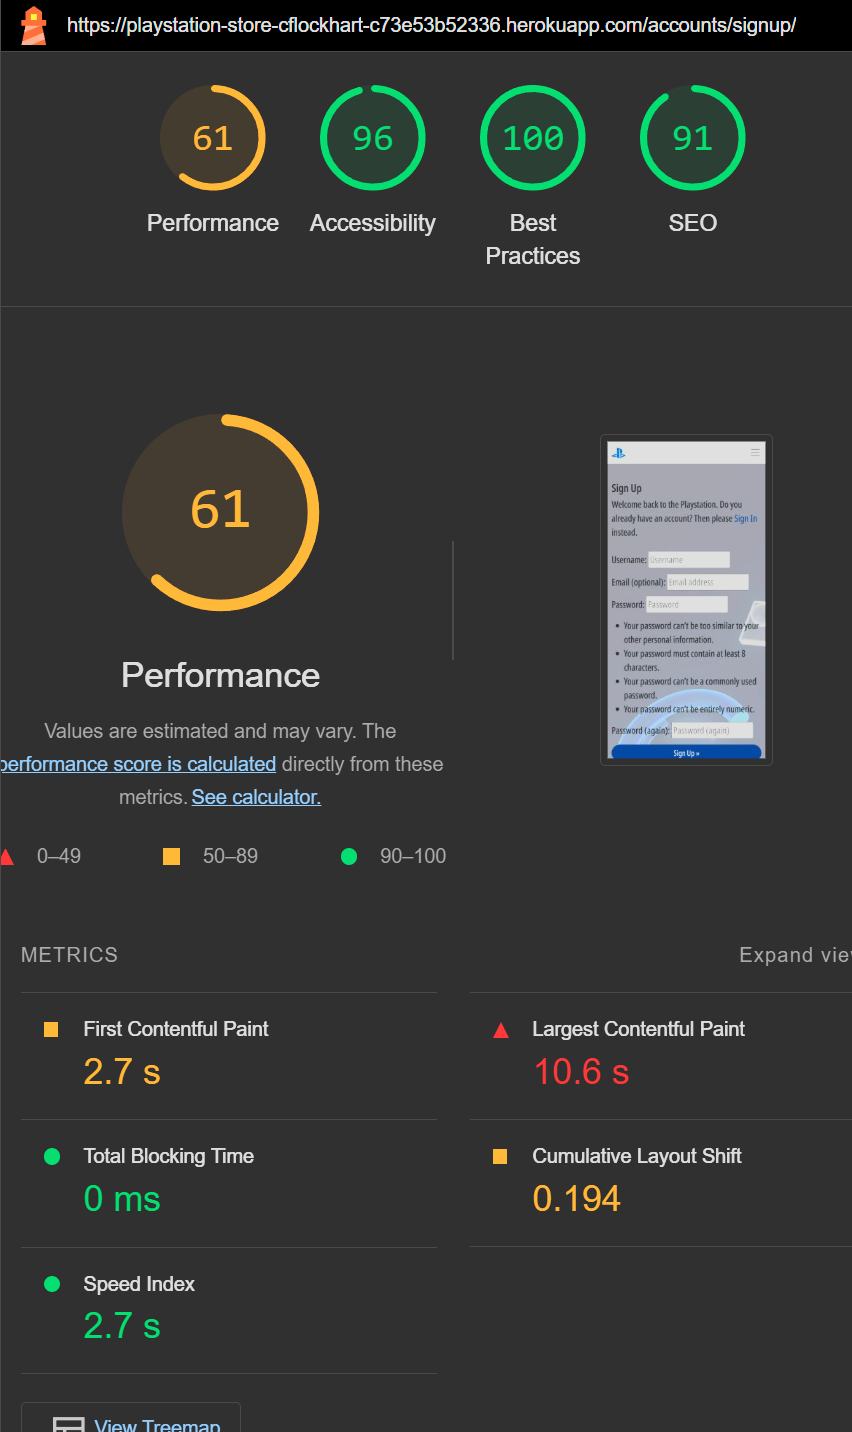 https://playstation-store-cflockhart-c73e53b52336.herokuapp.com/accounts/signup/
61
96
100
91
Performance
Accessibility
Best
Practices
SEO
61
Performance
Values are estimated and may vary. The
performance score is calculated directly from these
metrics. See calculator.
0–49
50–89
90–100
Sign Up
Welcome back to the Playstation. Do you
already have an account? Then please Sign In
instead.
Username: Username
Email (optional): Email address
Password: Password
• Your password can't be too similar to your
other personal information.
• Your password must contain at least 8
characters.
• Your password can't be a commonly used
password.
• Your password can't be entirely numeric.
Password (again): Password (again)
Sign Up »
METRICS
Expand view
First Contentful Paint
2.7 s
Largest Contentful Paint
10.6 s
Total Blocking Time
0 ms
Cumulative Layout Shift
0.194
Speed Index
2.7 s
View Treemap